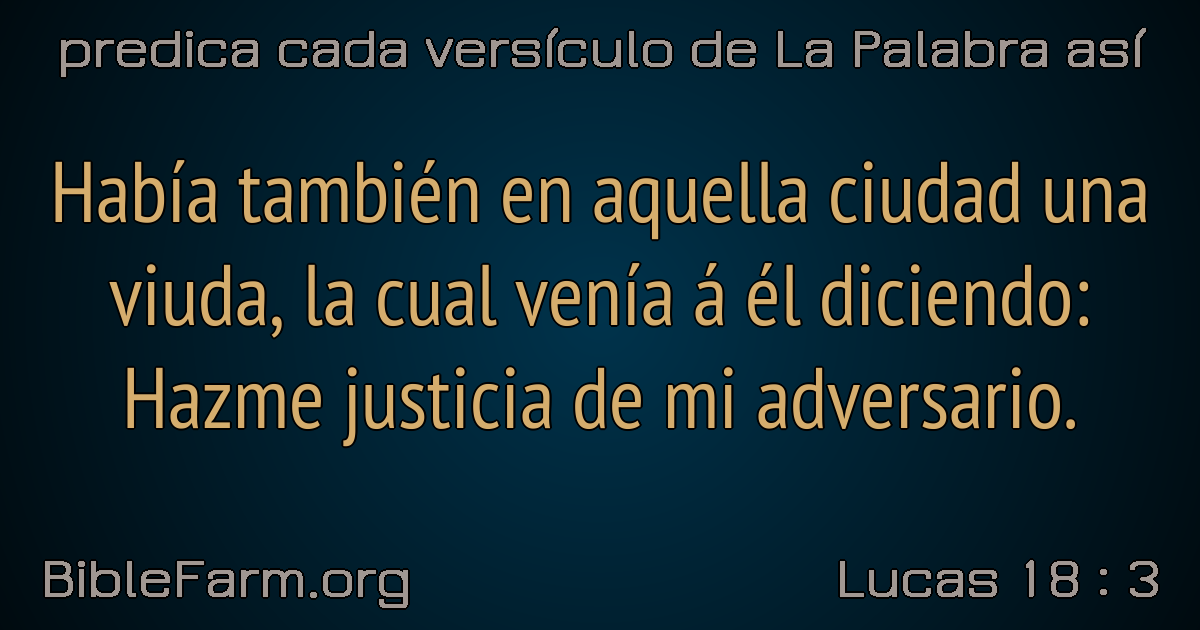 predica cada versículo de La Palabra así
Había también en aquella ciudad una
viuda, la cual venía á él diciendo:
Hazme justicia de mi adversario.
BibleFarm.org
Lucas 18 : 3